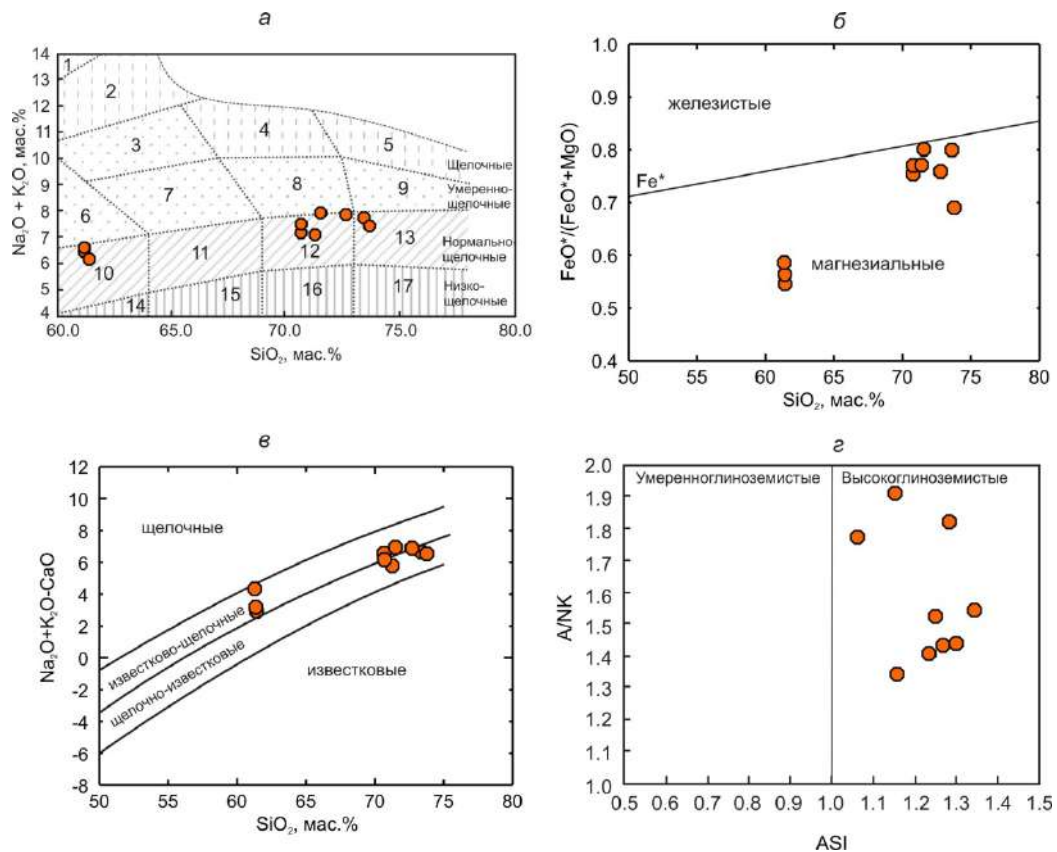 а
Na₂O + K₂O, мас.%
14
13
12
11
10
9
8
7
6
5
4
1
2
3
4
5
6
7
8
9
10
11
12
13
14
15
16
17
Щелочные
Умеренно-
щелочные
Нормально-
щелочные
Низко-
щелочные
60.0 65.0 70.0 75.0 80.0
SiO₂, мас.%
б
FeO*/(FeO*+MgO)
1.0
0.9
0.8
0.7
0.6
0.5
0.4
железистые
Fe*
магнезиальные
50 55 60 65 70 75 80
SiO₂, мас.%
в
Na₂O+K₂O-CaO
12
10
8
6
4
2
0
-2
-4
-6
-8
щелочные
известково-щелочные
щелочно-известковые
известковые
50 55 60 65 70 75 80
SiO₂, мас.%
г
A/NK
2.0
1.9
1.8
1.7
1.6
1.5
1.4
1.3
1.2
1.1
1.0
Умеренноглиноземистые
Высокоглиноземистые
0.5 0.6 0.7 0.8 0.9 1.0 1.1 1.2 1.3 1.4 1.5
ASI